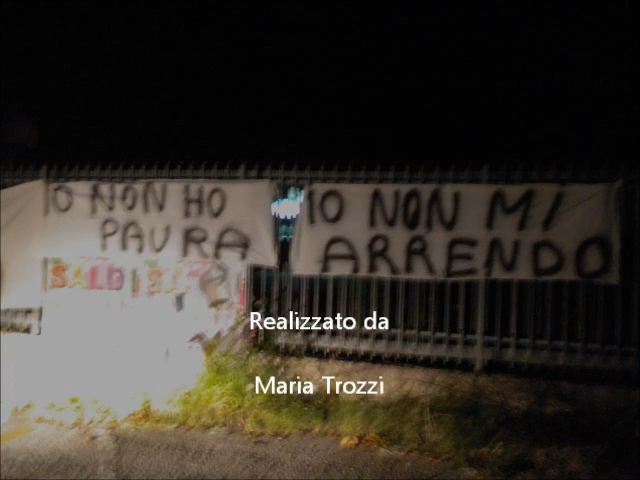 IO NON HO
PAURA
IO NON MI
ARRENDO
Realizzato da
Maria Trozzi